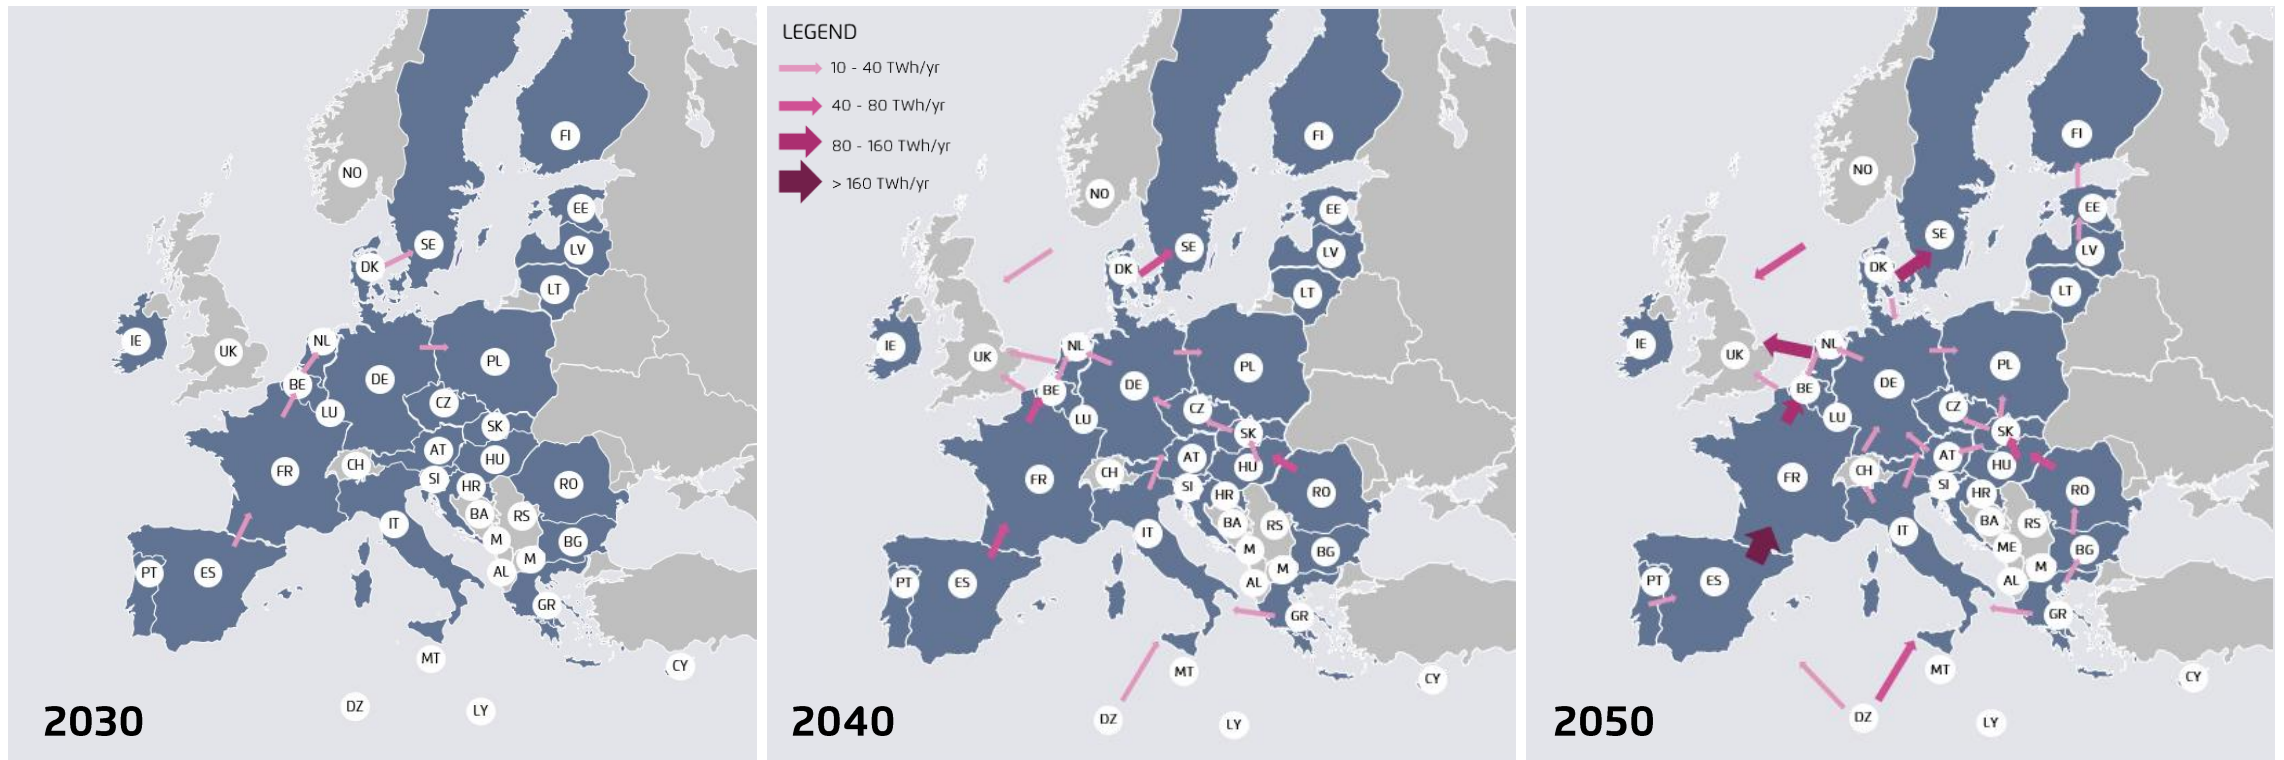 FI
NO
EE
SE
LV
DK
LT
IE
NL
UK
PL
BE
DE
CZ
LU
SK
AT
HU
CH
FR
SI
HR
RO
BA
RS
IT
M
BG
M
AL
PT
ES
GR
MT
CY
DZ
LY
2030
LEGEND
10 - 40 TWh/yr
40 - 80 TWh/yr
80 - 160 TWh/yr
> 160 TWh/yr
FI
NO
EE
SE
LV
DK
LT
IE
NL
UK
PL
DE
BE
CZ
LU
SK
AT
HU
CH
FR
SI
RO
HR
BA
RS
IT
M
BG
M
AL
PT
ES
GR
MT
CY
DZ
LY
2040
FI
NO
EE
SE
LV
DK
LT
IE
NL
UK
PL
DE
BE
CZ
LU
SK
AT
HU
CH
FR
SI
RO
HR
BA
RS
IT
ME
BG
M
AL
PT
ES
GR
MT
CY
DZ
LY
2050